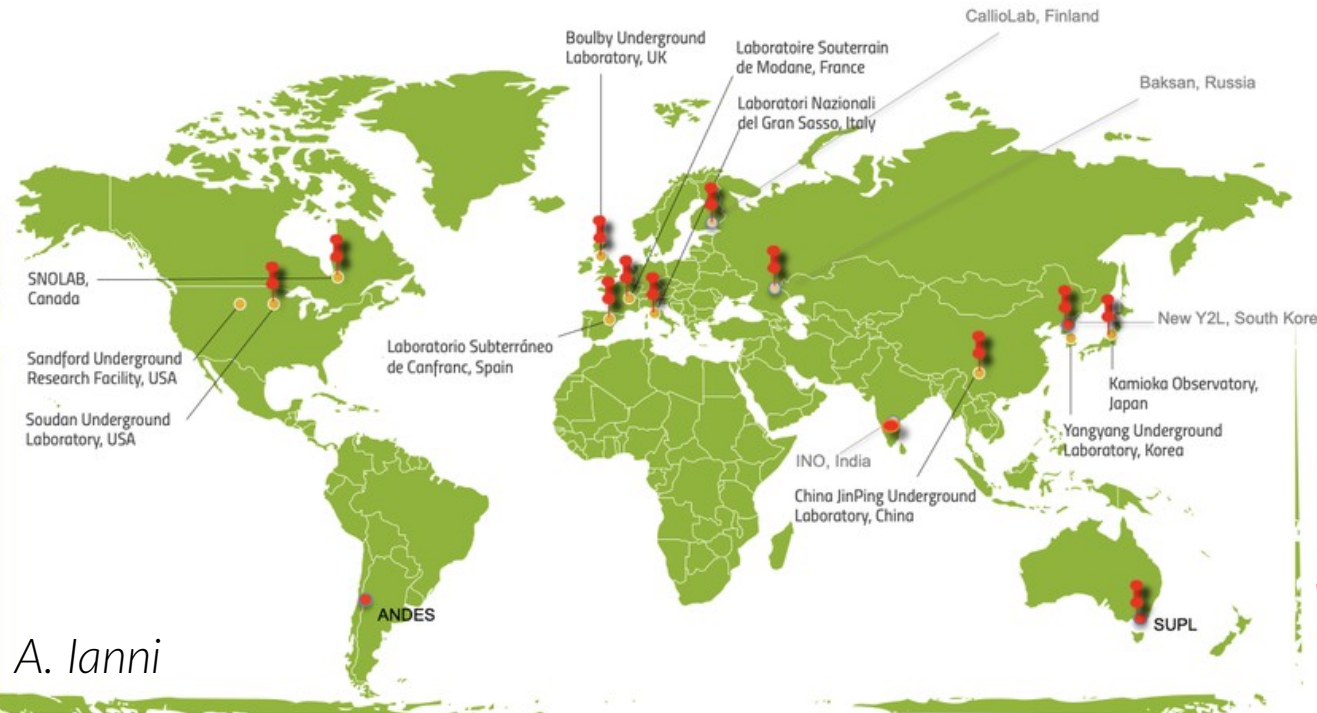 CallioLab, Finland
Boulby Underground
Laboratory, UK
Laboratoire Souterrain
de Modane, France
Baksan, Russia
Laboratori Nazionali
del Gran Sasso, Italy
SNOLAB,
Canada
New Y2L, South Kore
Laboratorio Subterráneo
de Canfranc, Spain
Sandford Underground
Research Facility, USA
Kamioka Observatory,
Japan
Soudan Underground
Laboratory, USA
Yangyang Underground
Laboratory, Korea
INO, India
China JinPing Underground
Laboratory, China
ANDES
SUPL
A. Ianni